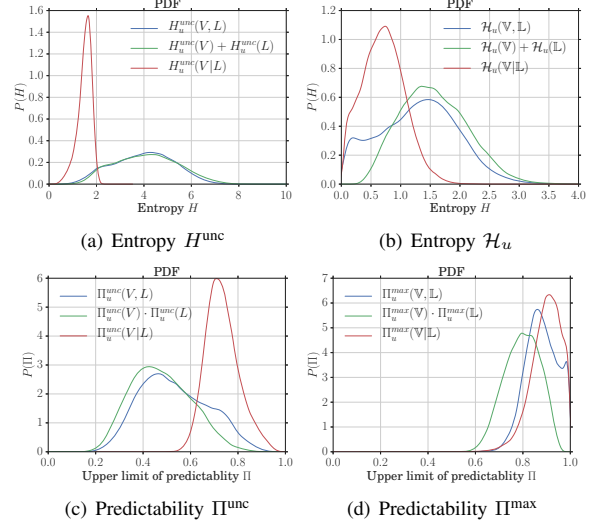 PDF
P(H)
1.6
1.4
1.2
1.0
0.8
0.6
0.4
0.2
0.0
H_u^{unc}(V, L)
H_u^{unc}(V) + H_u^{unc}(L)
H_u^{unc}(V|L)
0 2 4 6 8 10
Entropy H
(a) Entropy H^{unc}
PDF
P(H)
1.2
1.0
0.8
0.6
0.4
0.2
0.0
ℋ_u(𝕍, 𝕃)
ℋ_u(𝕍) + ℋ_u(𝕃)
ℋ_u(𝕍|𝕃)
0.0 0.5 1.0 1.5 2.0 2.5 3.0 3.5 4.0
Entropy H
(b) Entropy ℋ_u
PDF
P(Π)
6
5
4
3
2
1
0
Π_u^{unc}(V, L)
Π_u^{unc}(V) · Π_u^{unc}(L)
Π_u^{unc}(V|L)
0.0 0.2 0.4 0.6 0.8 1.0
Upper limit of predictablity Π
(c) Predictability Π^{unc}
PDF
P(Π)
7
6
5
4
3
2
1
0
Π_u^{max}(𝕍, 𝕃)
Π_u^{max}(𝕍) · Π_u^{max}(𝕃)
Π_u^{max}(𝕍|𝕃)
0.0 0.2 0.4 0.6 0.8 1.0
Upper limit of predictablity Π
(d) Predictability Π^{max}